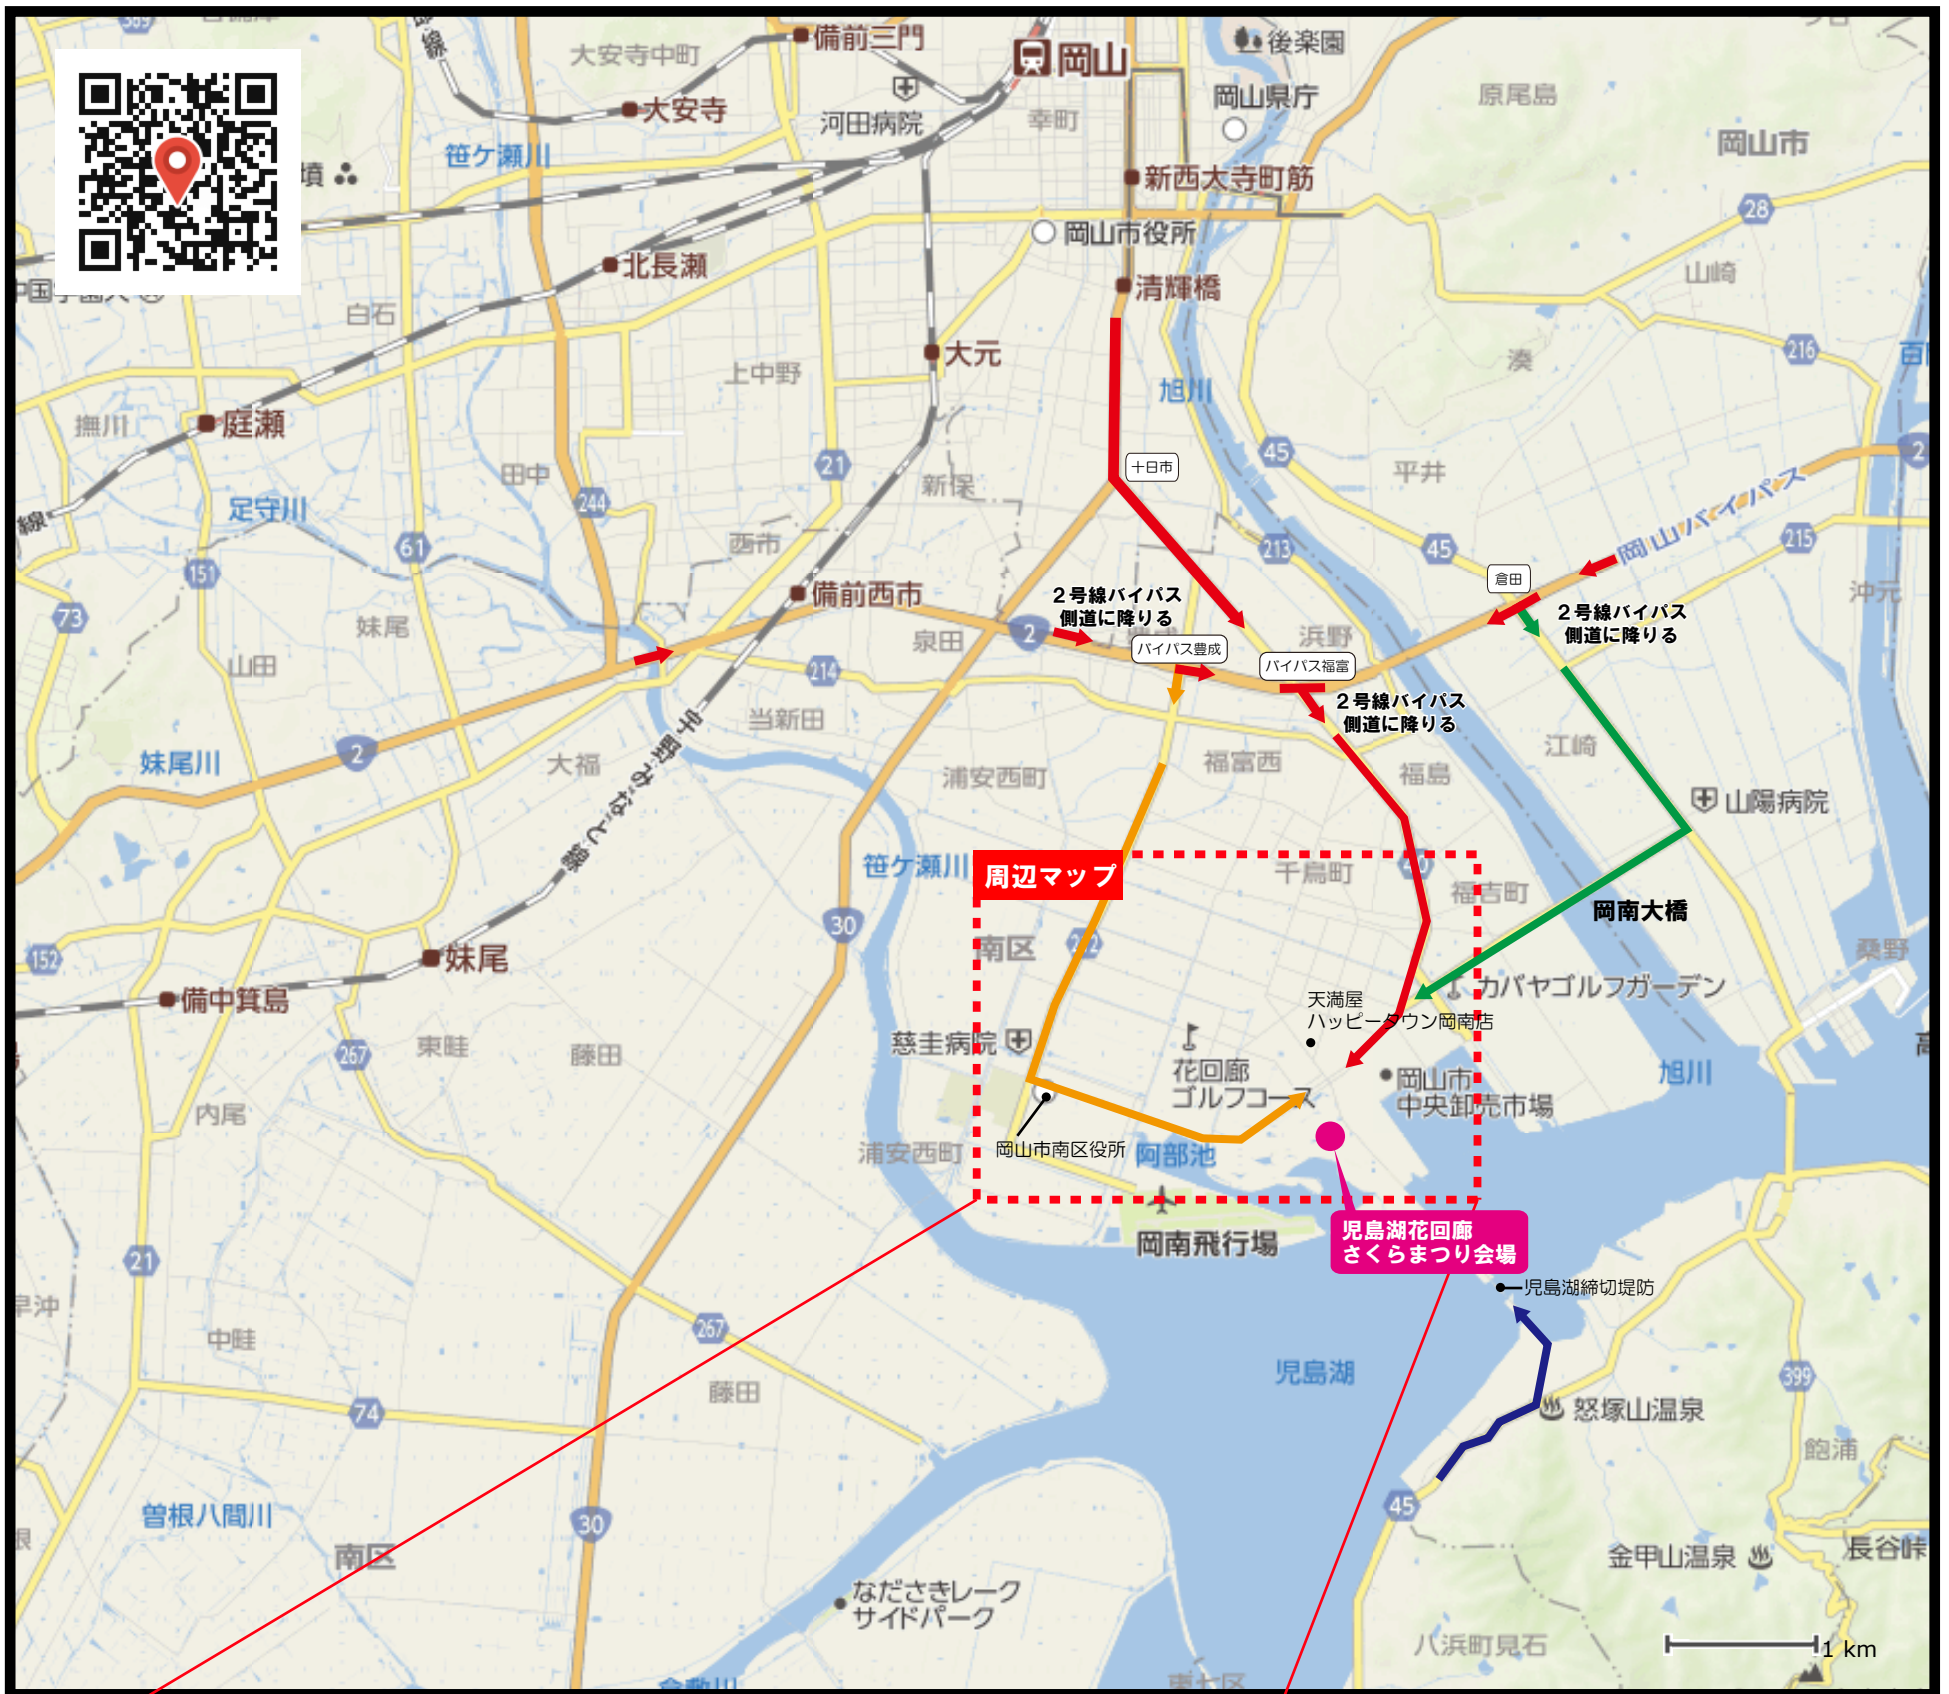 備前三門
岡山
後楽園
大安寺中町
大安寺
河田病院
幸町
岡山県庁
原尾島
岡山市
笹ケ瀬川
墳
新西大寺町筋
28
岡山市役所
北長瀬
清輝橋
山崎
白石
216
大元
湊
上中野
旭川
撫川
庭瀬
十日市
45
平井
2
田中
21
新保
岡山バイパス
足守川
244
線
西市
213
45
215
61
151
倉田
沖元
73
備前西市
2号線バイパス
側道に降りる
2号線バイパス
側道に降りる
妹尾
2
泉田
浜野
バイパス豊成
バイパス福富
山田
214
2号線バイパス
側道に降りる
宇野みなと線
当新田
江崎
2
妹尾川
大福
浦安西町
福富西
福島
山陽病院
笹ケ瀬川
周辺マップ
千鳥町
福吉町
岡南大橋
30
南区
152
妹尾
桑野
備中箕島
カバヤゴルフガーデン
天満屋
ハッピータウン岡南店
慈圭病院
267
東畦
藤田
花回廊
ゴルフコース
岡山市
中央卸売市場
旭川
内尾
岡山市南区役所
浦安西町
阿部池
岡南飛行場
児島湖花回廊
さくらまつり会場
21
児島湖締切堤防
早沖
中畦
267
児島湖
399
藤田
74
怒塚山温泉
飽浦
曽根八間川
30
45
南区
金甲山温泉
長谷峠
なださきレーク
サイドパーク
八浜町見石
1 km